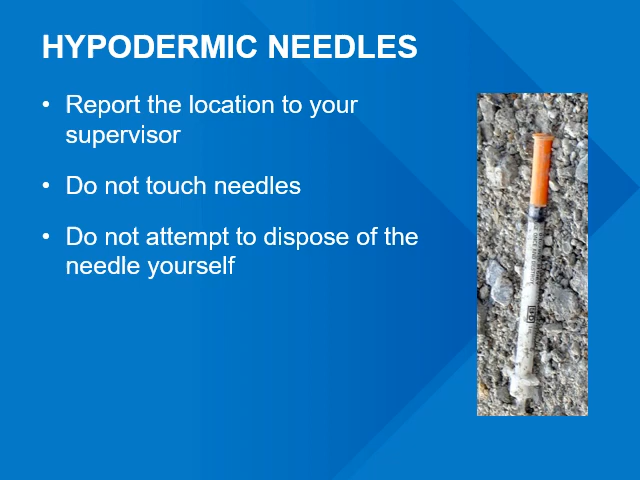 HYPODERMIC NEEDLES
• Report the location to your
supervisor
• Do not touch needles
• Do not attempt to dispose of the
needle yourself